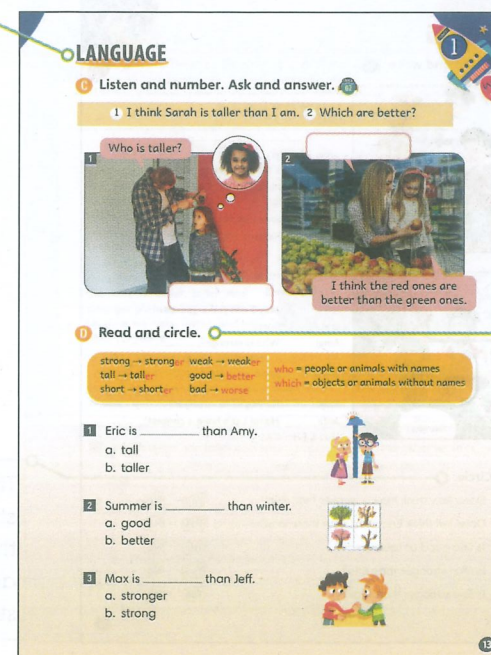 1
LANGUAGE
C Listen and number. Ask and answer.
1 I think Sarah is taller than I am. 2 Which are better?
Who is taller?
1
2
I think the red ones are
better than the green ones.
D Read and circle.
strong → stronger weak → weaker
tall → taller good → better
short → shorter bad → worse
who = people or animals with names
which = objects or animals without names
1 Eric is ________ than Amy.
a. tall
b. taller
2 Summer is ________ than winter.
a. good
b. better
3 Max is ________ than Jeff.
a. stronger
b. strong
13